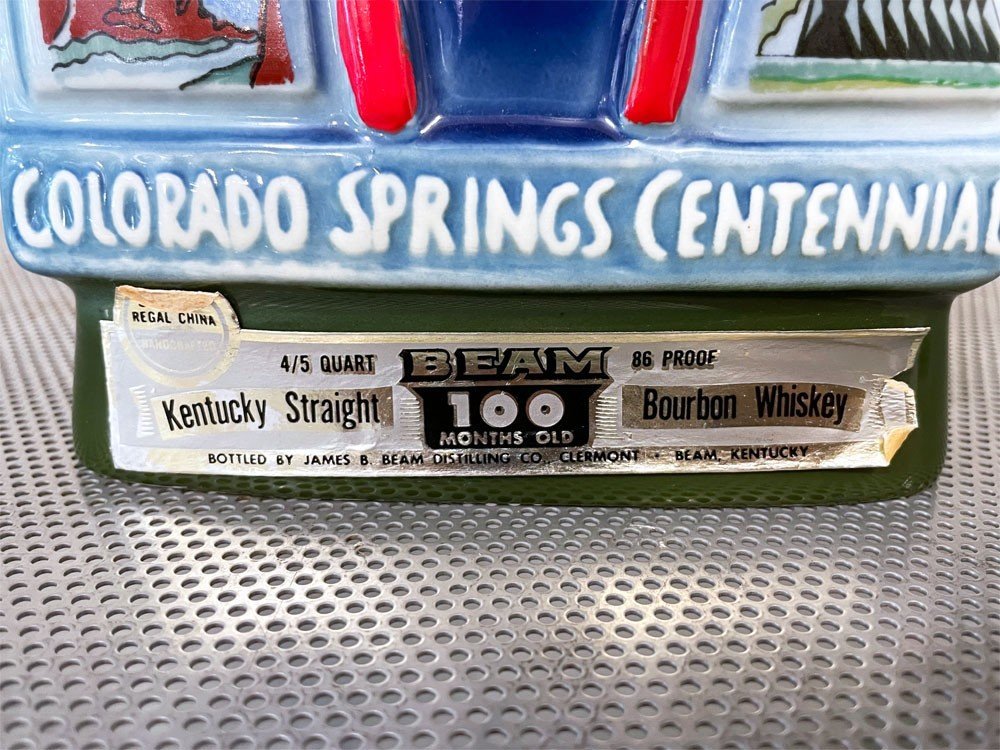 COLORADO SPRINGS CENTENNIAL
REGAL CHINA
HANDCRAFTED
4/5 QUART BEAM 86 PROOF
Kentucky Straight 100 Bourbon Whiskey
MONTHS OLD
BOTTLED BY JAMES B. BEAM DISTILLING CO. CLERMONT • BEAM, KENTUCKY